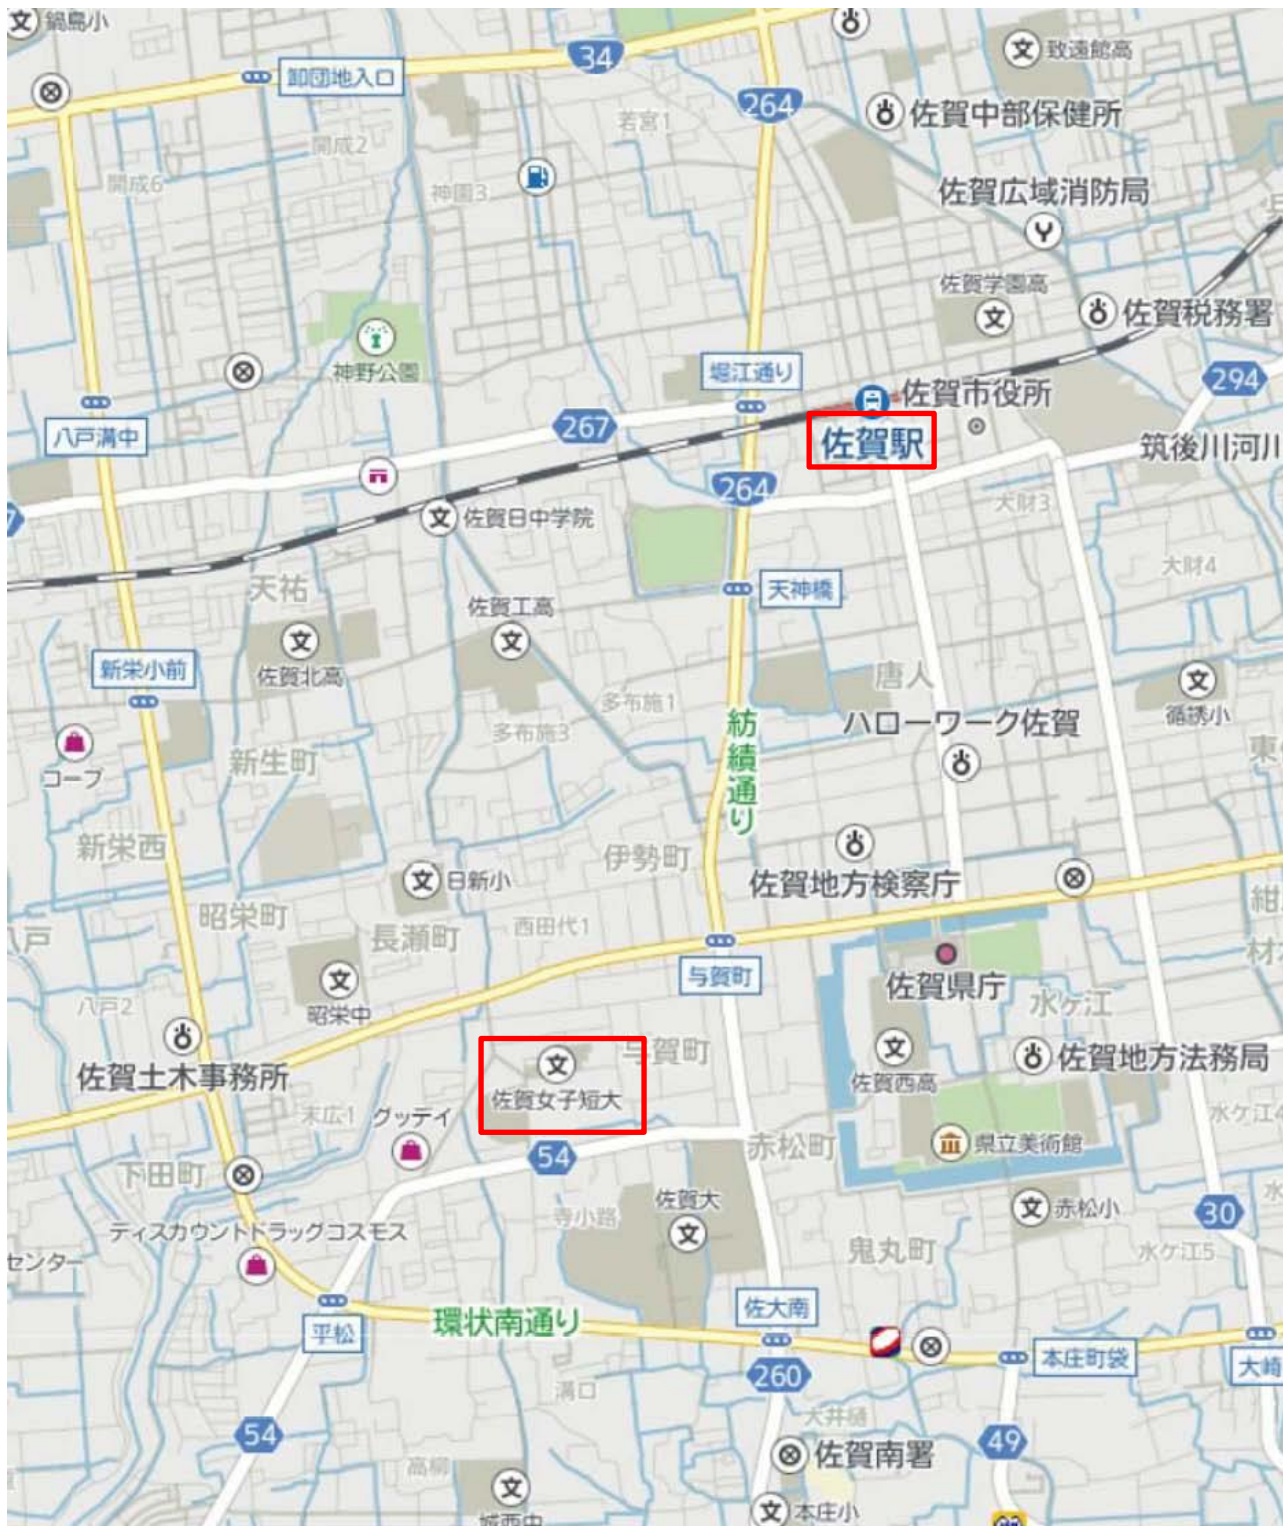 鍋島小
34
致遠館高
卸団地入口
264
佐賀中部保健所
若宮1
開成2
開成6
神園3
佐賀広域消防局
佐賀学園高
佐賀税務署
神野公園
堀江通り
294
佐賀市役所
267
八戸溝中
佐賀駅
筑後川河川
264
大財3
佐賀日中学院
7
天祐
天神橋
大財4
佐賀工高
新栄小前
佐賀北高
唐人
多布施1
循誘小
多布施3
ハローワーク佐賀
紡績通り
新生町
東
コープ
新栄西
伊勢町
日新小
佐賀地方検察庁
昭栄町
紺
西田代1
長瀬町
八戸
材
与賀町
佐賀県庁
昭栄中
八戸2
水ヶ江
与賀町
佐賀地方法務局
佐賀土木事務所
佐賀西高
佐賀女子短大
末広1
グッデイ
水ケ江
赤松町
県立美術館
54
下田町
佐賀大
赤松小
寺小路
30
ディスカウントドラッグコスモス
鬼丸町
水ケ江5
センター
佐大南
環状南通り
平松
本庄町袋
大崎
260
溝口
大井樋
54
49
佐賀南署
高柳
本庄小
城西中